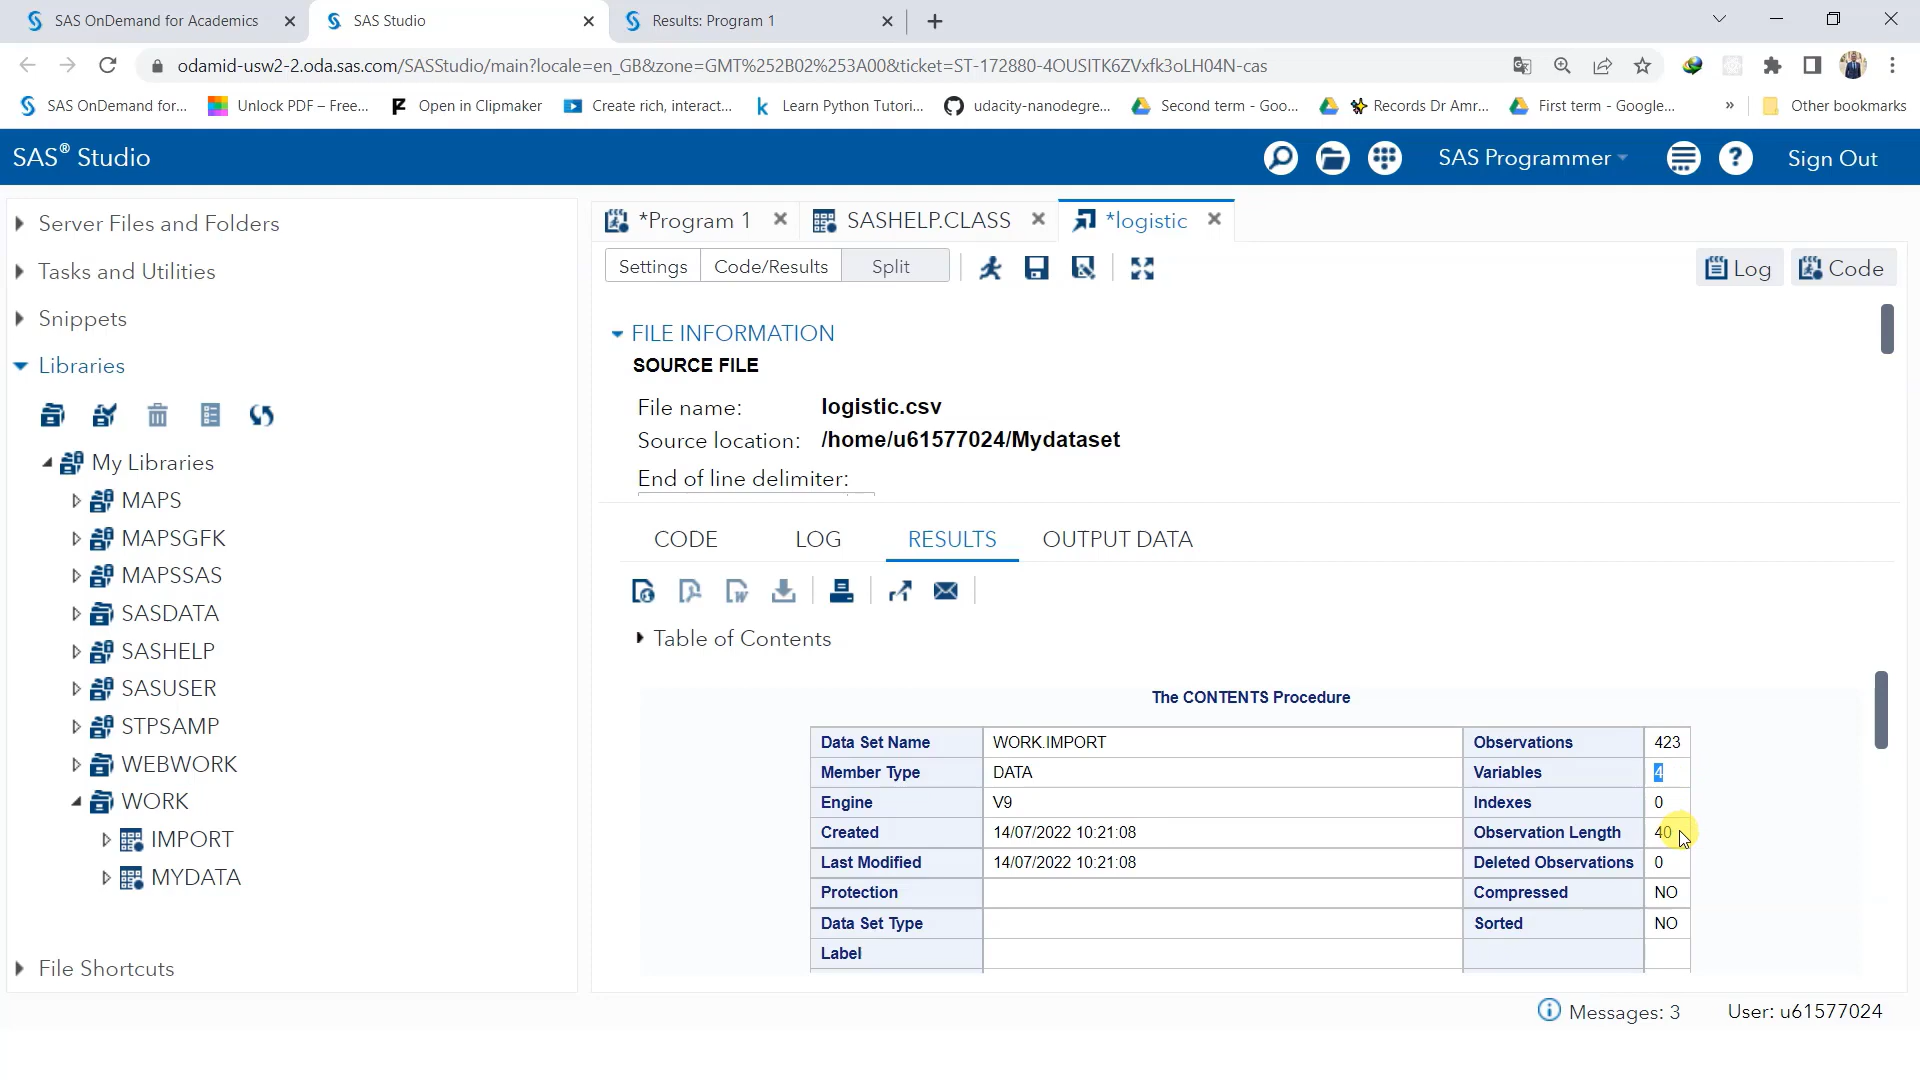 SAS OnDemand for Academics
SAS Studio
Results: Program 1
odamid-usw2-2.oda.sas.com/SASStudio/main?locale=en_GB&zone=GMT%252B02%253A00&ticket=ST-172880-4OUSITK6ZVxfk3oLH04N-cas
SAS OnDemand for...
Unlock PDF – Free...
Open in Clipmaker
Create rich, interact...
Learn Python Tutori...
udacity-nanodegre...
Second term - Goo...
Records Dr Amr...
First term - Google...
»
Other bookmarks
SAS® Studio
SAS Programmer
Sign Out
Server Files and Folders
Tasks and Utilities
Snippets
Libraries
My Libraries
MAPS
MAPSGFK
MAPSSAS
SASDATA
SASHELP
SASUSER
STPSAMP
WEBWORK
WORK
IMPORT
MYDATA
File Shortcuts
*Program 1
SASHELP.CLASS
*logistic
Settings
Code/Results
Split
Log
Code
FILE INFORMATION
SOURCE FILE
File name: logistic.csv
Source location: /home/u61577024/Mydataset
End of line delimiter:
CODE
LOG
RESULTS
OUTPUT DATA
Table of Contents
The CONTENTS Procedure
Data Set Name WORK.IMPORT Observations 423
Member Type DATA Variables 4
Engine V9 Indexes 0
Created 14/07/2022 10:21:08 Observation Length 40
Last Modified 14/07/2022 10:21:08 Deleted Observations 0
Protection Compressed NO
Data Set Type Sorted NO
Label
Messages: 3
User: u61577024